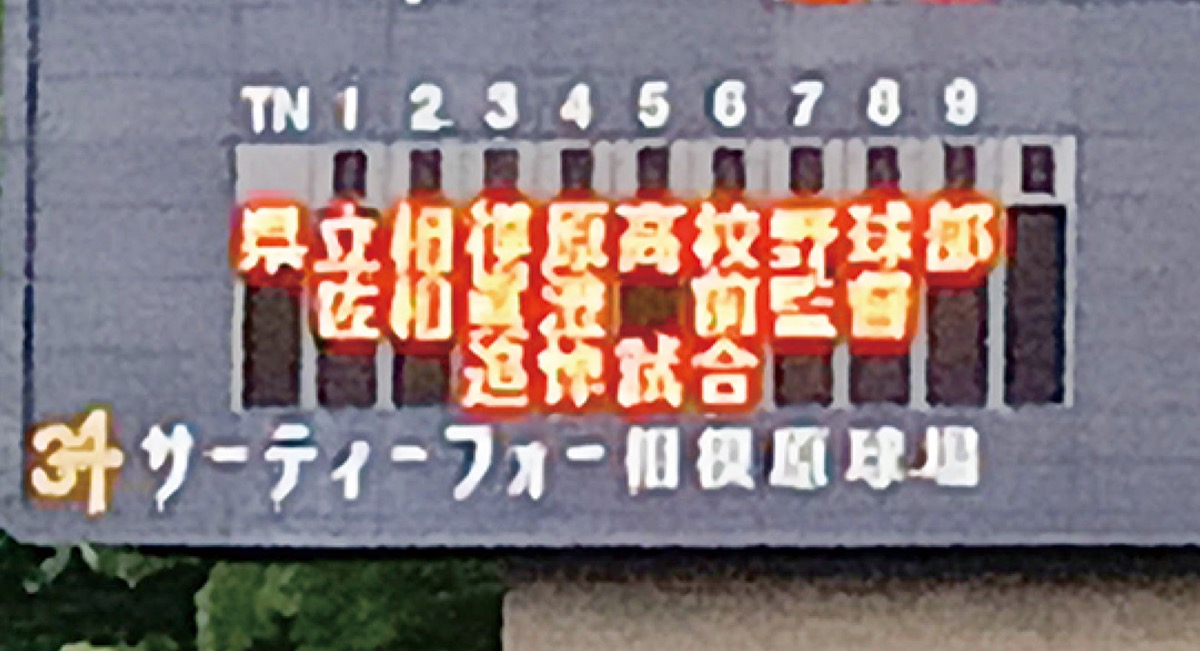 TN 1 2 3 4 5 6 7 8 9
県立相模原高校野球部
佐相眞澄 前監督
追悼試合
34 サーティーフォー相模原球場